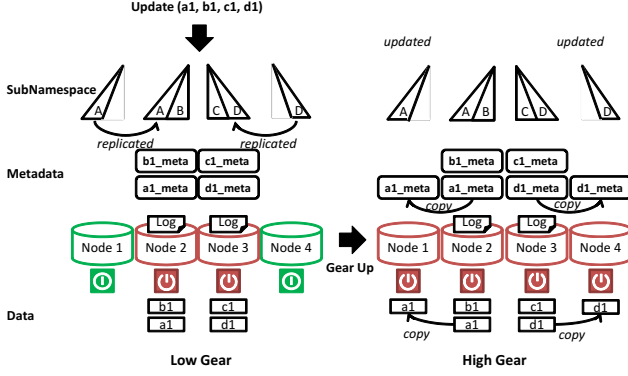 Update (a1, b1, c1, d1)
updated updated
SubNamespace
A A B C D D A A B C D D
replicated replicated
Metadata
b1_meta c1_meta b1_meta c1_meta
a1_meta d1_meta a1_meta a1_meta d1_meta d1_meta
copy copy
Log Log Log Log
Node 1 Node 2 Node 3 Node 4 Node 1 Node 2 Node 3 Node 4
Gear Up
Data
b1 c1 a1 b1 c1 d1
a1 d1 a1 d1
copy copy
Low Gear High Gear